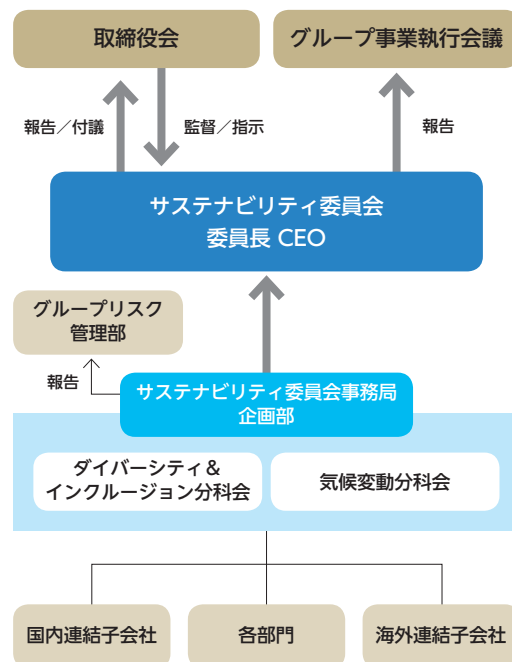 取締役会
グループ事業執行会議
報告／付議
監督／指示
報告
サステナビリティ委員会
委員長 CEO
グループリスク
管理部
報告
サステナビリティ委員会事務局
企画部
ダイバーシティ＆
インクルージョン分科会
気候変動分科会
国内連結子会社
各部門
海外連結子会社